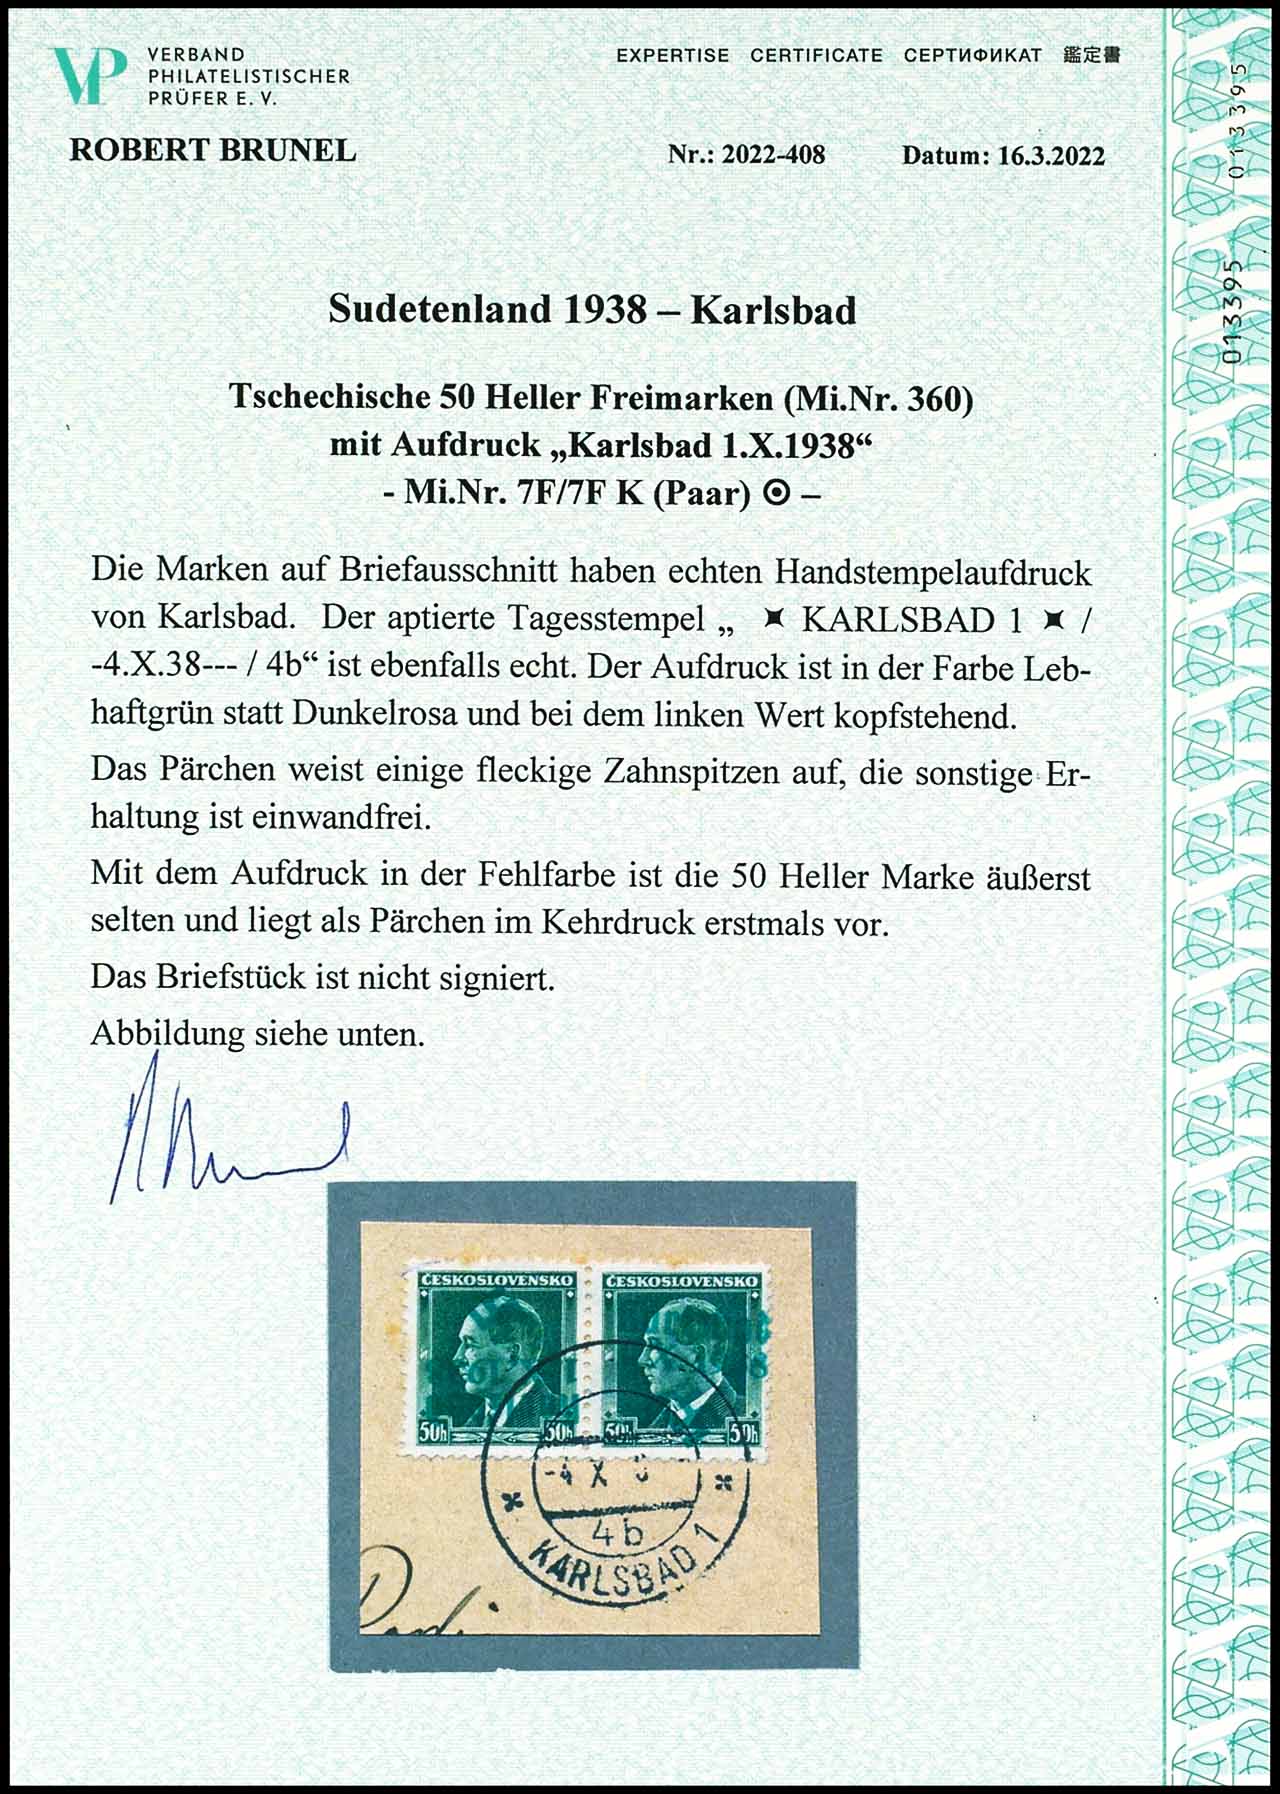 VP
VERBAND
PHILATELISTISCHER
PRÜFER E. V.
EXPERTISE CERTIFICATE СЕРТИФИКАТ 鑑定書
ROBERT BRUNEL
Nr.: 2022-408
Datum: 16.3.2022
013395
013395
Sudetenland 1938 – Karlsbad
Tschechische 50 Heller Freimarken (Mi.Nr. 360)
mit Aufdruck „Karlsbad 1.X.1938“
- Mi.Nr. 7F/7F K (Paar) ⊙ –
Die Marken auf Briefausschnitt haben echten Handstempelaufdruck
von Karlsbad. Der aptierte Tagesstempel „ ✶ KARLSBAD 1 ✶ /
-4.X.38--- / 4b“ ist ebenfalls echt. Der Aufdruck ist in der Farbe Leb-
haftgrün statt Dunkelrosa und bei dem linken Wert kopfstehend.
Das Pärchen weist einige fleckige Zahnspitzen auf, die sonstige Er-
haltung ist einwandfrei.
Mit dem Aufdruck in der Fehlfarbe ist die 50 Heller Marke äußerst
selten und liegt als Pärchen im Kehrdruck erstmals vor.
Das Briefstück ist nicht signiert.
Abbildung siehe unten.
ČESKOSLOVENSKO ČESKOSLOVENSKO
50h 50h 50h 50h
-4 X
4b
KARLSBAD 1